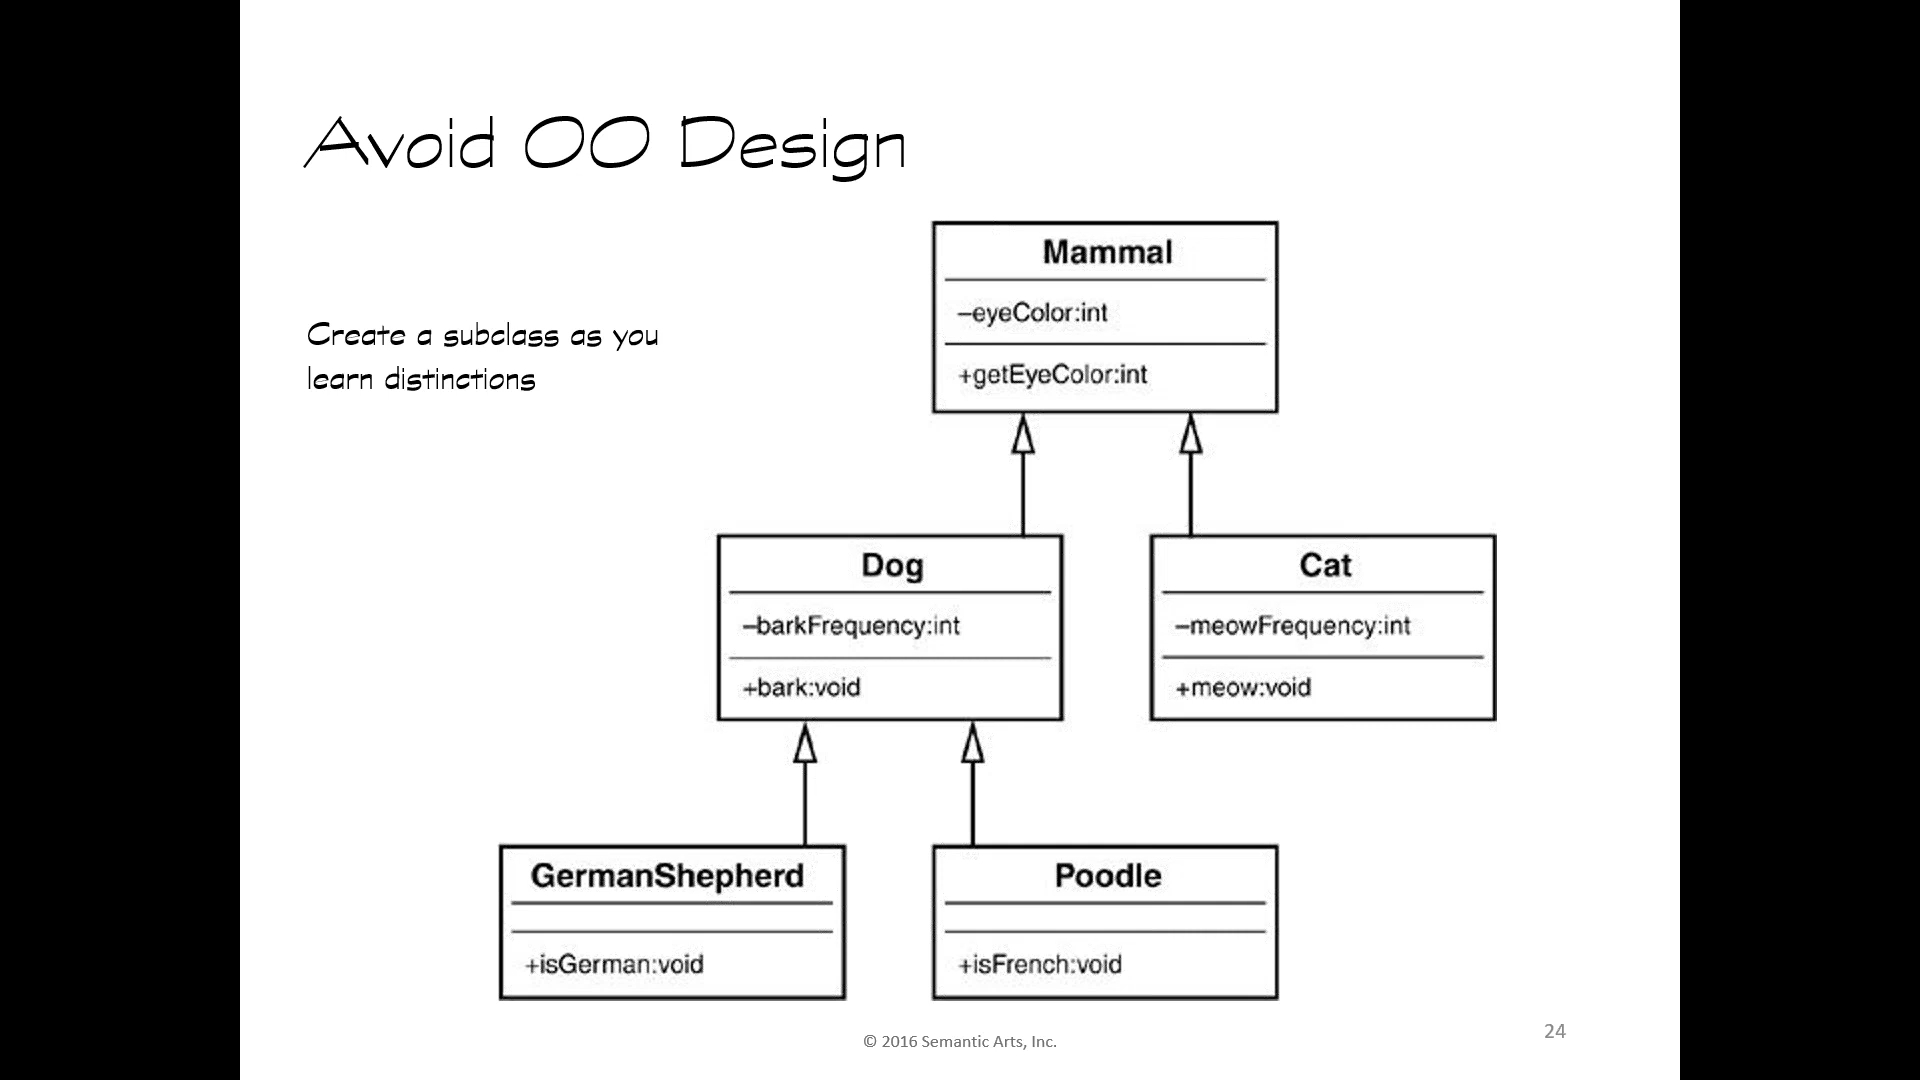 Avoid OO Design
Create a subclass as you
learn distinctions
Mammal
–eyeColor:int
+getEyeColor:int
Dog
–barkFrequency:int
+bark:void
Cat
–meowFrequency:int
+meow:void
GermanShepherd
+isGerman:void
Poodle
+isFrench:void
© 2016 Semantic Arts, Inc.
24